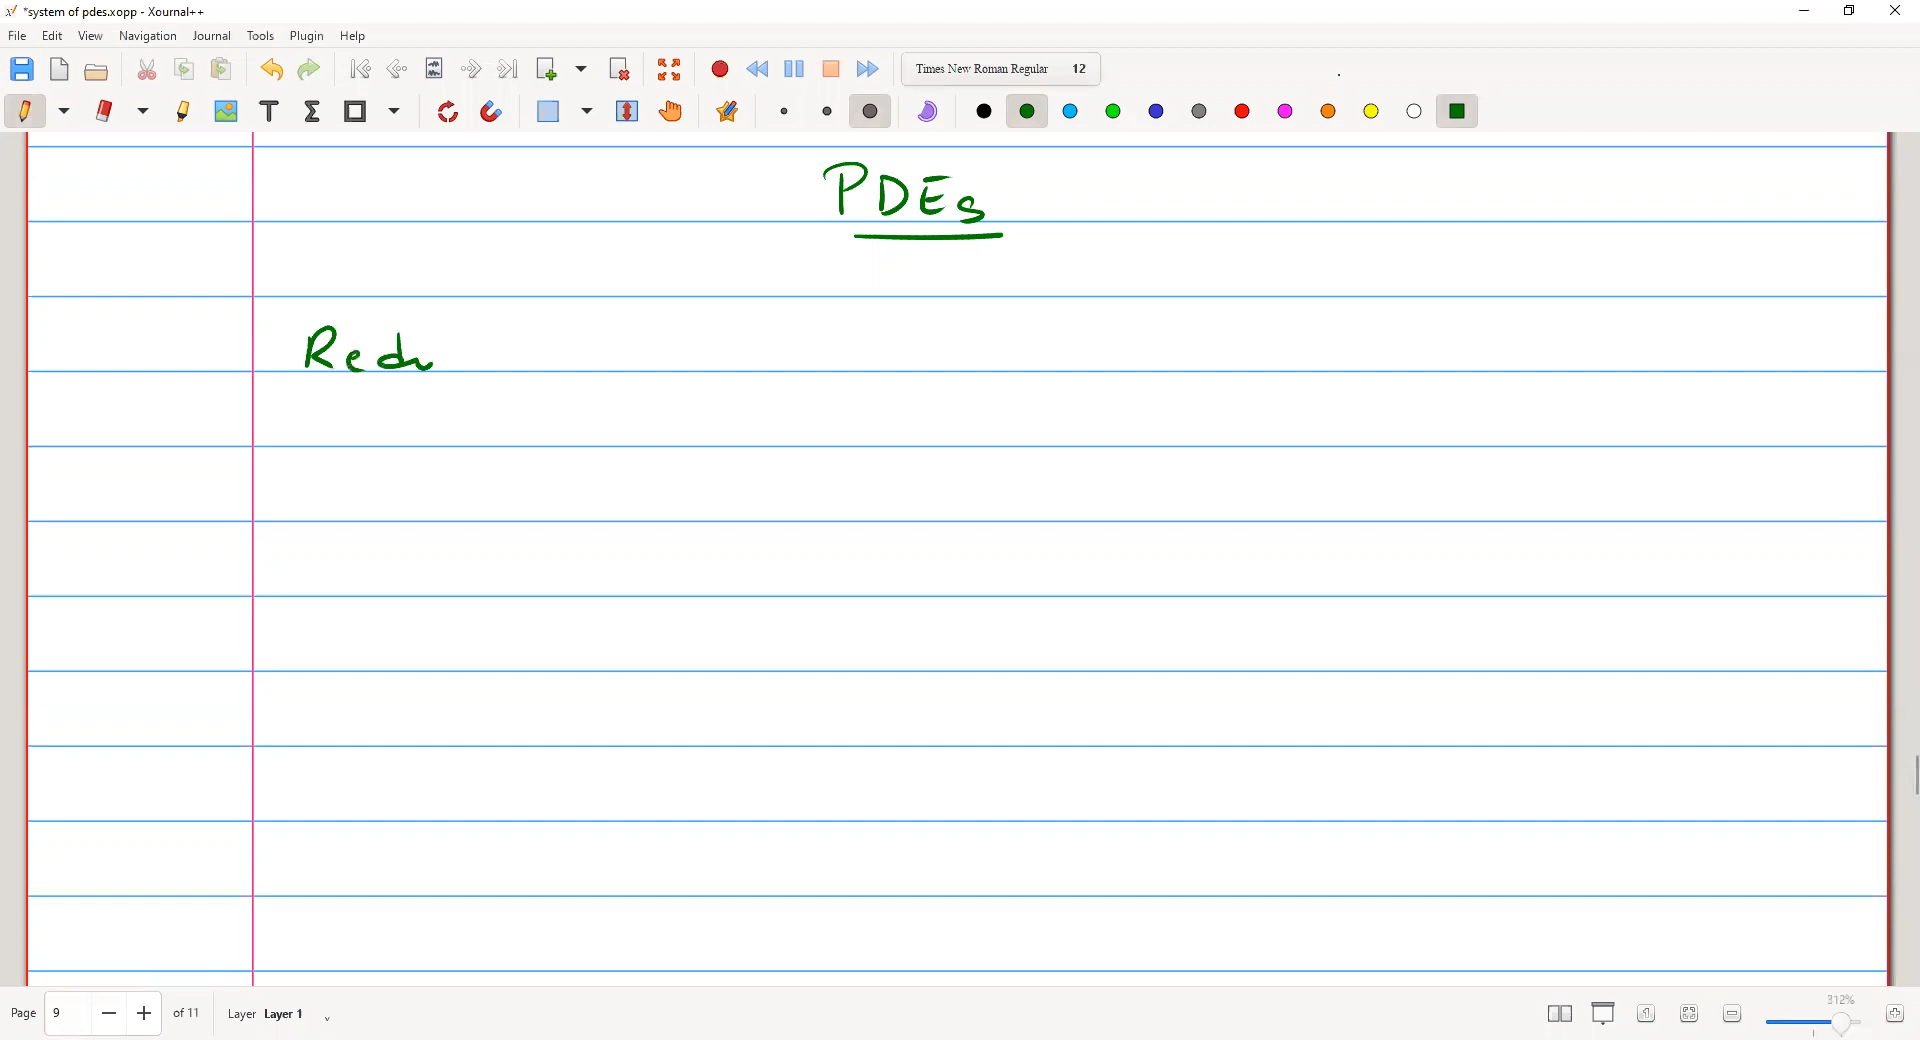 *system of pdes.xopp - Xournal++
File Edit View Navigation Journal Tools Plugin Help
Times New Roman Regular 12
PDEs
Redu
Page 9 of 11 Layer Layer 1
312%